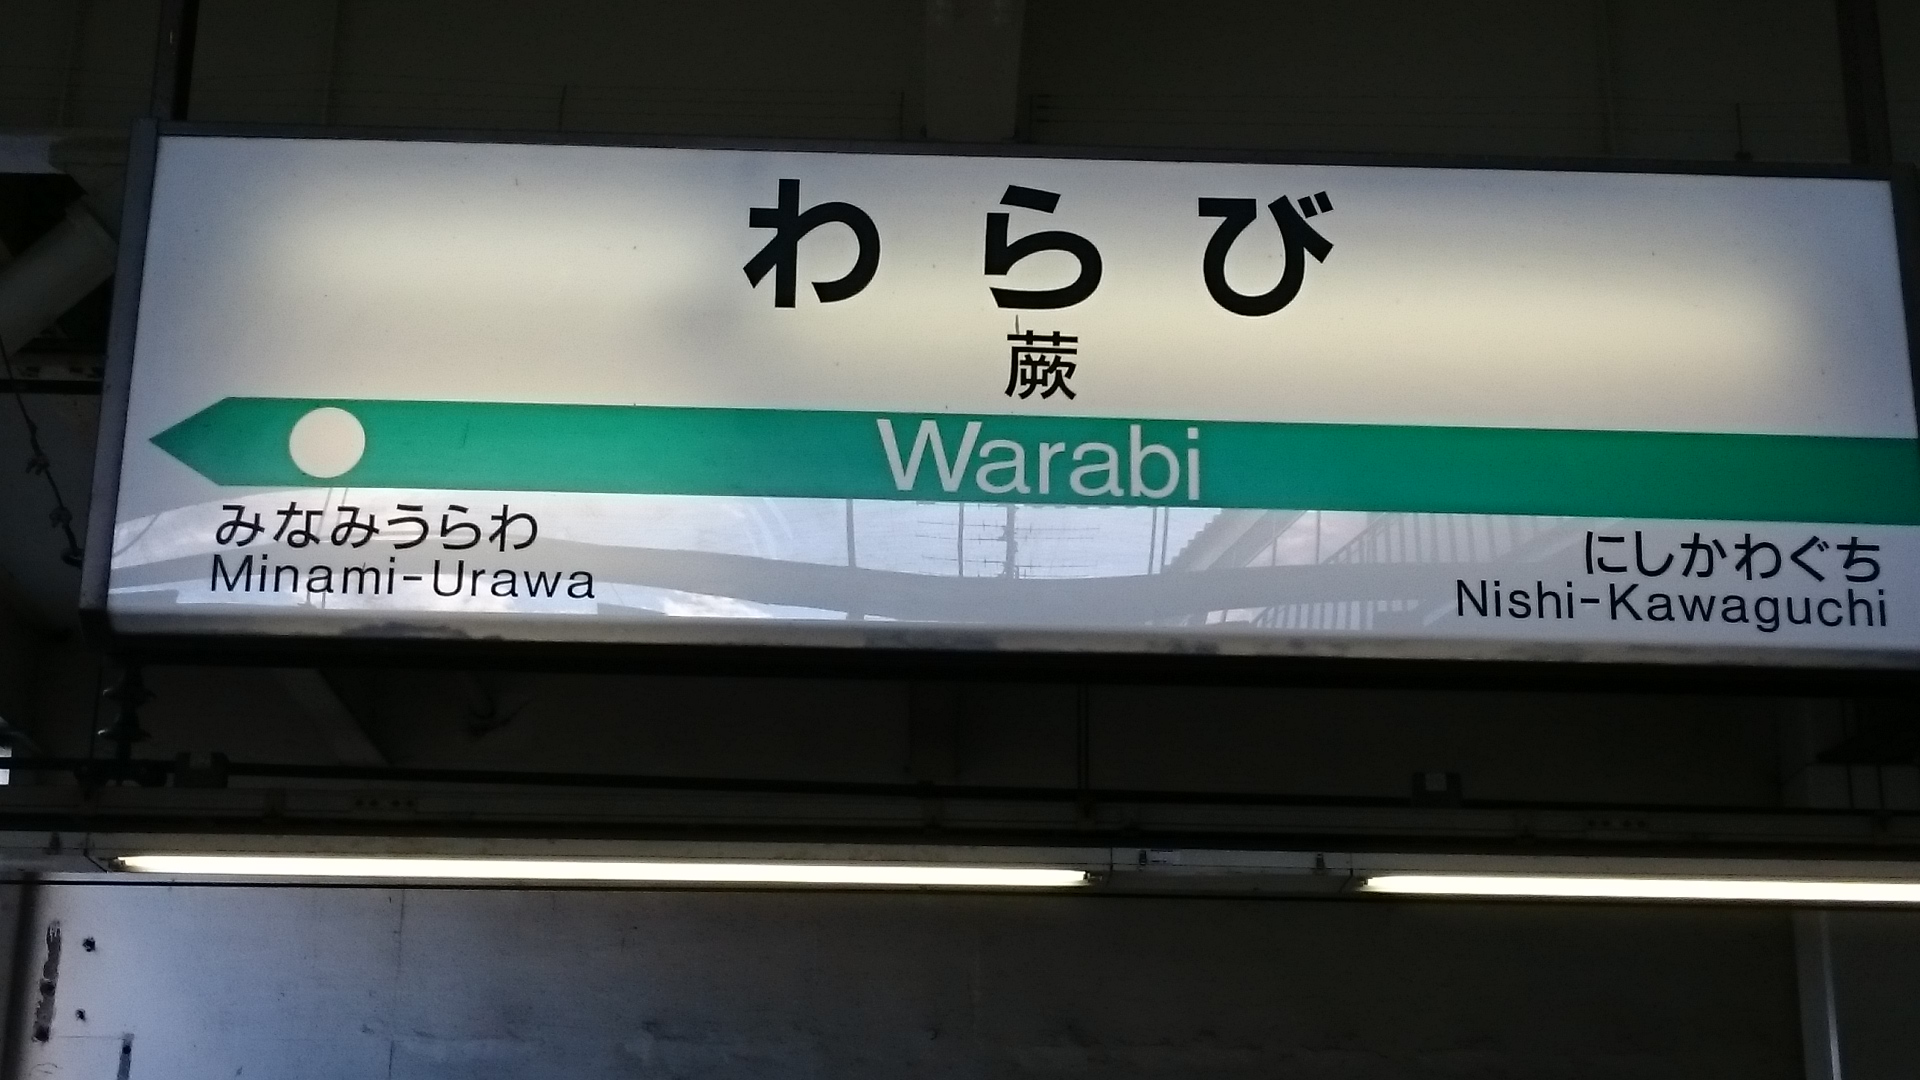 わらび
蕨
Warabi
みなみうらわ
Minami-Urawa
にしかわぐち
Nishi-Kawaguchi